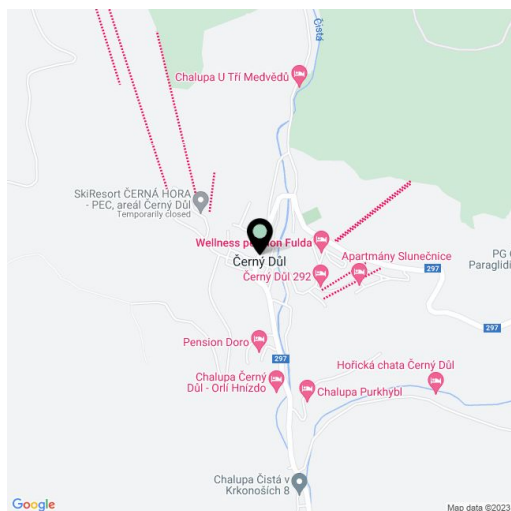 Čistá
Chalupa U Tří Medvědů
SkiResort ČERNÁ HORA
- PEC, areál Černý Důl
Temporarily closed
Wellness penzion Fulda
Černý Důl
Apartmány Slunečnice
Černý Důl 292
PG
Paraglidi
297
297
Pension Doro
297
Hořická chata Černý Důl
Chalupa Černý
Důl - Orlí Hnízdo
Chalupa Purkhýbl
Chalupa Čistá v
Krkonoších 8
Google
Map data ©2023